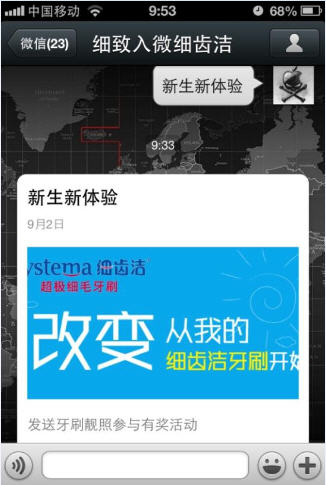 中国移动 9:53 68%
微信(23) 细致入微细齿洁
新生新体验
9:33
新生新体验
9月2日
ystema 细齿洁
超极细毛牙刷
改变 从我的
细齿洁牙刷开始
发送牙刷靓照参与有奖活动